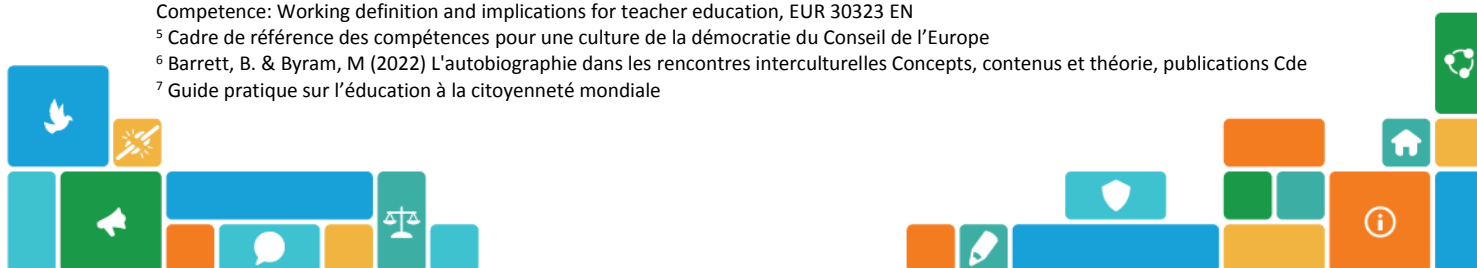 Competence: Working definition and implications for teacher education, EUR 30323 EN
⁵ Cadre de référence des compétences pour une culture de la démocratie du Conseil de l’Europe
⁶ Barrett, B. & Byram, M (2022) L'autobiographie dans les rencontres interculturelles Concepts, contenus et théorie, publications Cde
⁷ Guide pratique sur l’éducation à la citoyenneté mondiale